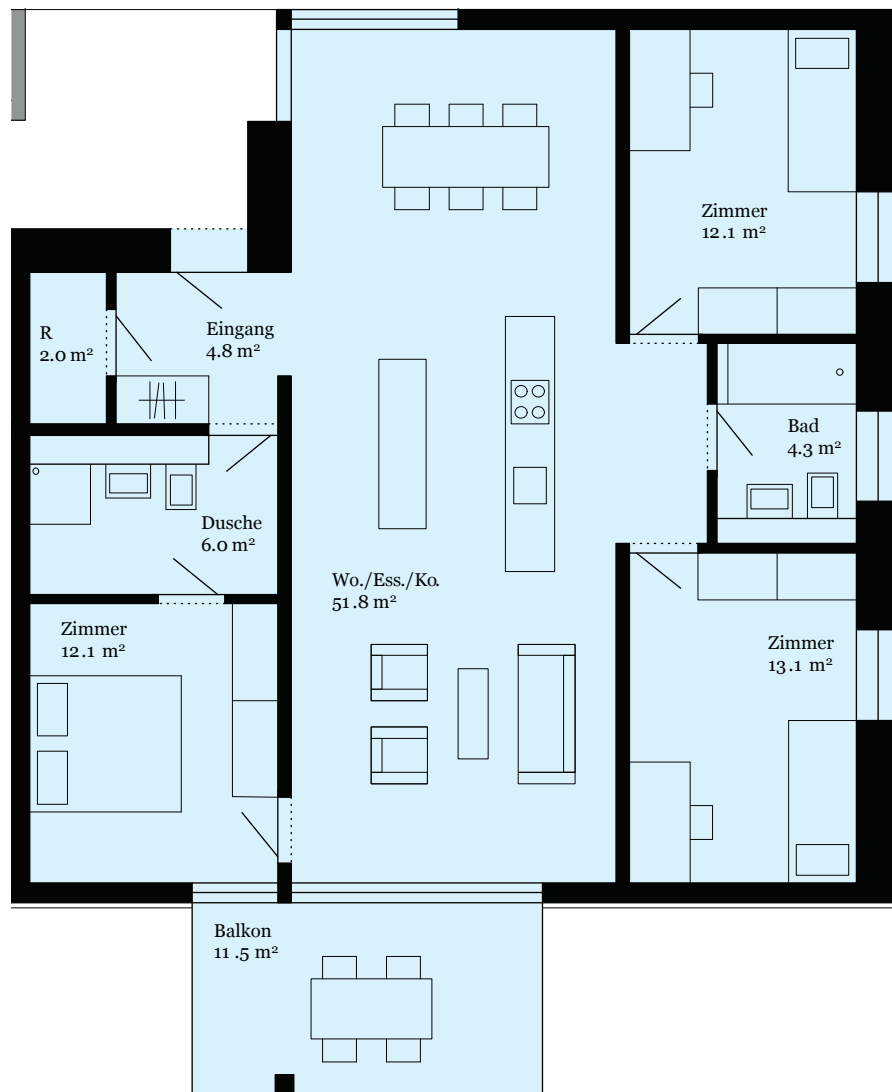 Zimmer
12.1 m²
R
2.0 m²
Eingang
4.8 m²
Bad
4.3 m²
Dusche
6.0 m²
Wo./Ess./Ko.
51.8 m²
Zimmer
12.1 m²
Zimmer
13.1 m²
Balkon
11.5 m²